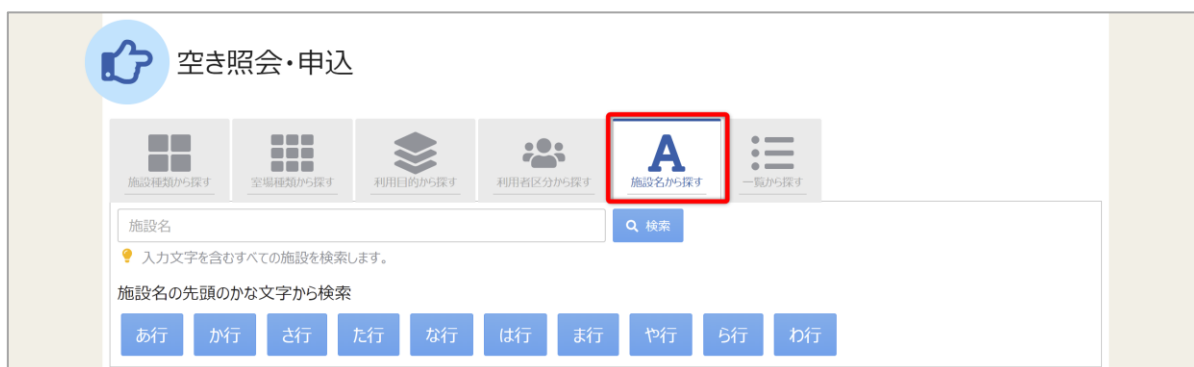 空き照会・申込
施設種類から探す 室場種類から探す 利用目的から探す 利用者区分から探す 施設名から探す 一覧から探す
施設名 検索
入力文字を含むすべての施設を検索します。
施設名の先頭のかな文字から検索
あ行 か行 さ行 た行 な行 は行 ま行 や行 ら行 わ行